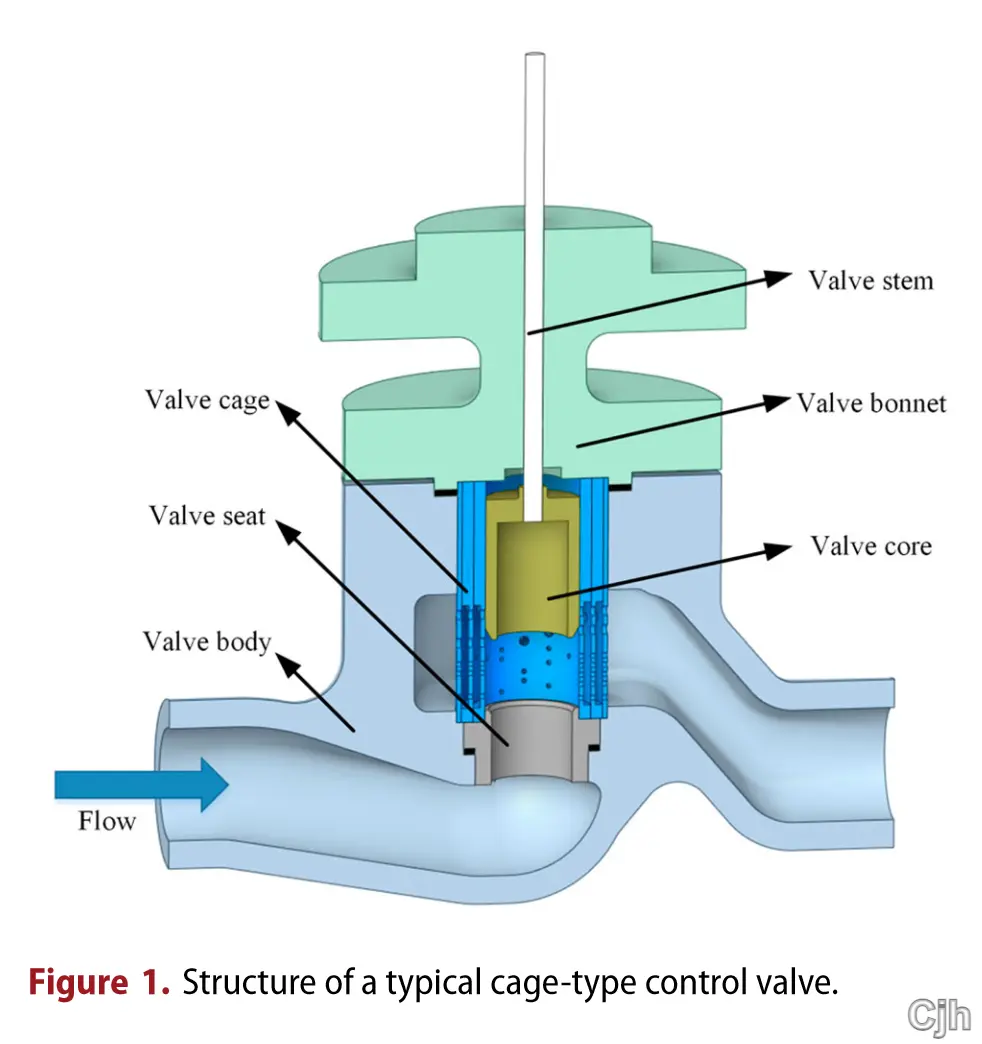 Valve stem
Valve cage
Valve bonnet
Valve seat
Valve core
Valve body
Flow
Figure 1. Structure of a typical cage-type control valve.
Cjh